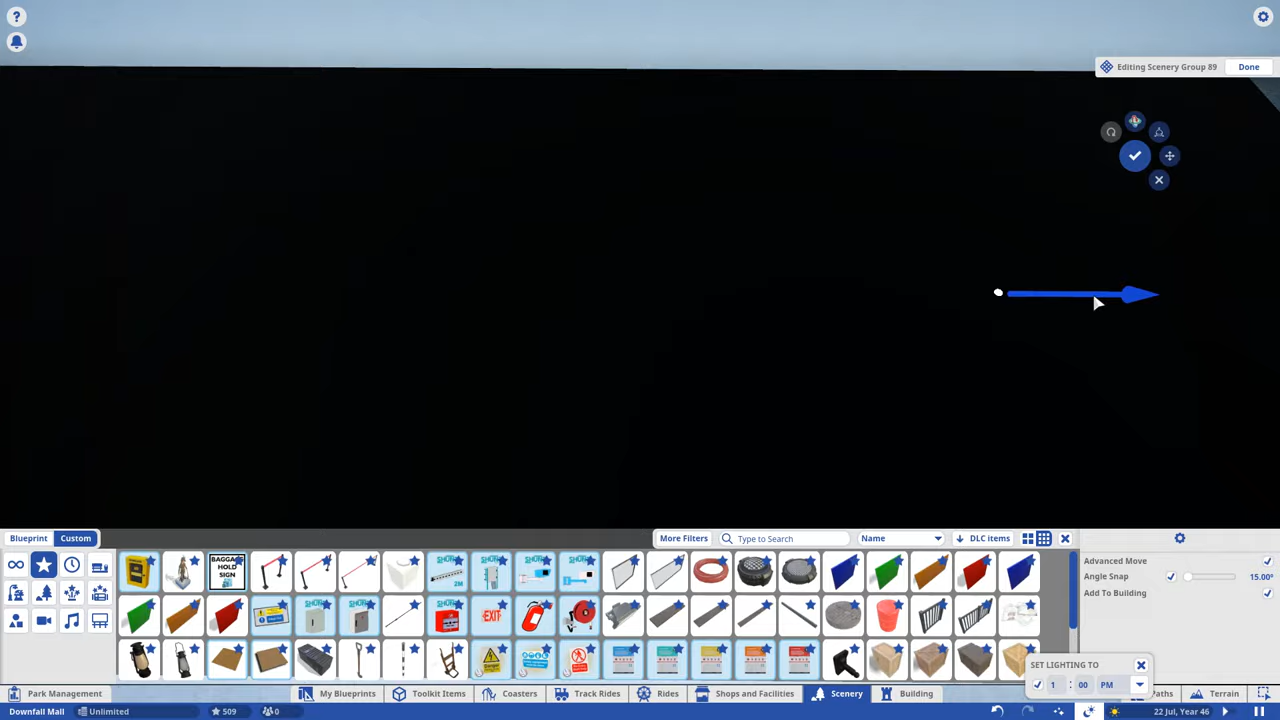 Editing Scenery Group 89
Done
Blueprint
Custom
More Filters
Type to Search
Name
DLC items
Advanced Move
Angle Snap
15.00°
Add To Building
BAGGAGE
HOLD
SIGN
2M
EXIT
SET LIGHTING TO
1 : 00 PM
Park Management
My Blueprints
Toolkit Items
Coasters
Track Rides
Rides
Shops and Facilities
Scenery
Building
Paths
Terrain
Downfall Mall
Unlimited
509
0
22 Jul, Year 46